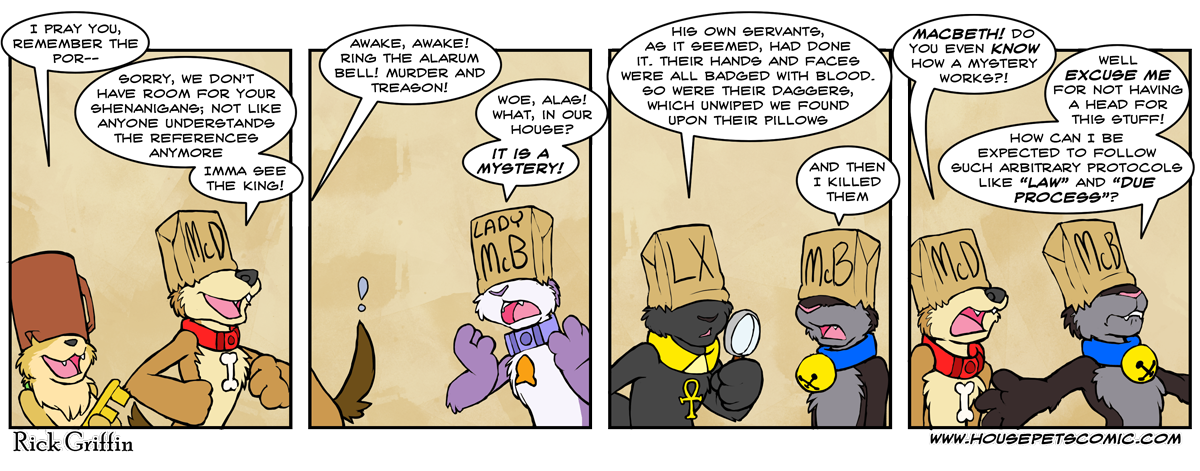 I PRAY YOU,
REMEMBER THE
POR--
SORRY, WE DON'T
HAVE ROOM FOR YOUR
SHENANIGANS; NOT LIKE
ANYONE UNDERSTANDS
THE REFERENCES
ANYMORE
IMMA SEE
THE KING!
McD
AWAKE, AWAKE!
RING THE ALARUM
BELL! MURDER AND
TREASON!
WOE, ALAS!
WHAT, IN OUR
HOUSE?
IT IS A
MYSTERY!
LADY
McB
!
HIS OWN SERVANTS,
AS IT SEEMED, HAD DONE
IT. THEIR HANDS AND FACES
WERE ALL BADGED WITH BLOOD.
SO WERE THEIR DAGGERS,
WHICH UNWIPED WE FOUND
UPON THEIR PILLOWS
AND THEN
I KILLED
THEM
LX
McB
MACBETH! DO
YOU EVEN KNOW
HOW A MYSTERY
WORKS?!
WELL
EXCUSE ME
FOR NOT HAVING
A HEAD FOR
THIS STUFF!
HOW CAN I BE
EXPECTED TO FOLLOW
SUCH ARBITRARY PROTOCOLS
LIKE "LAW" AND "DUE
PROCESS"?
McD
McB
Rick Griffin
WWW.HOUSEPETSCOMIC.COM